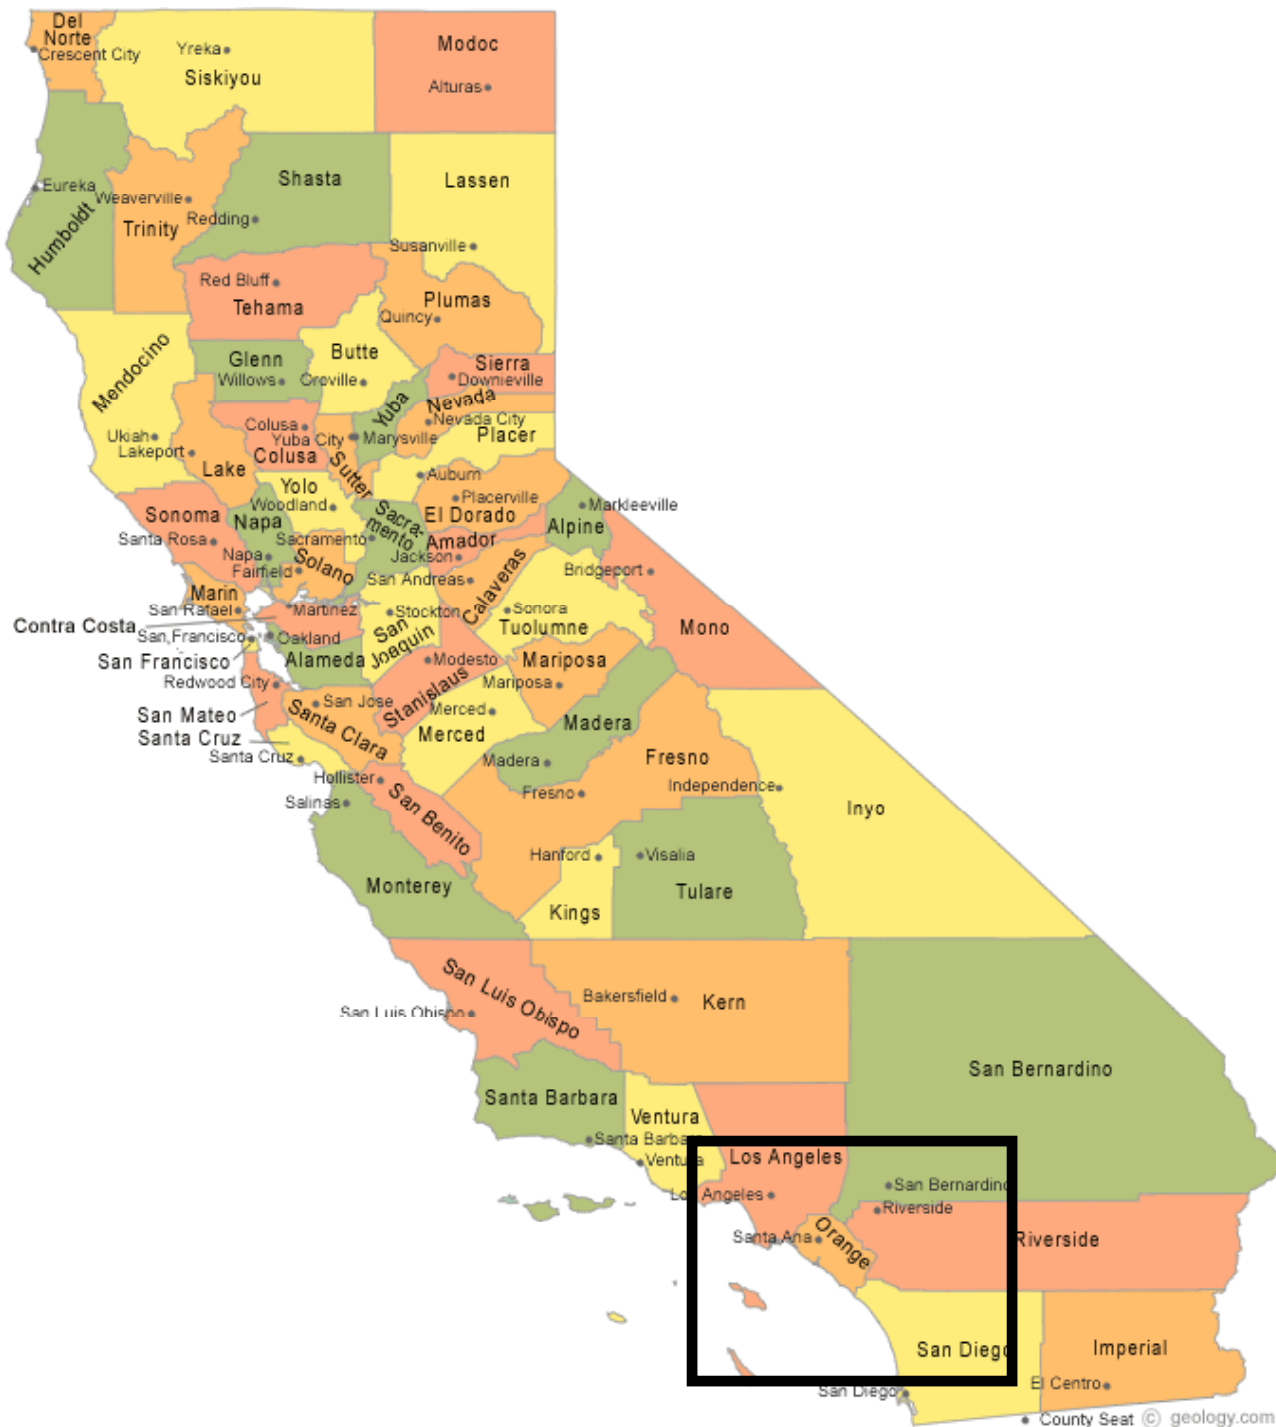 Del
Norte
Crescent City
Yreka
Siskiyou
Modoc
Alturas
Eureka
Humboldt
Weaverville
Trinity
Shasta
Redding
Lassen
Susanville
Red Bluff
Tehama
Plumas
Quincy
Mendocino
Ukiah
Glenn
Willows
Butte
Oroville
Sierra
Downieville
Nevada
Nevada City
Yuba
Marysville
Placer
Auburn
Colusa
Colusa
Yuba City
Sutter
Lakeport
Lake
Yolo
Woodland
Placerville
El Dorado
Sonoma
Santa Rosa
Napa
Napa
Sacramento
Sacra-
mento
Solano
Fairfield
Amador
Jackson
Alpine
Markleeville
Marin
San Rafael
Contra Costa
Martinez
San Andreas
Calaveras
Bridgeport
Mono
Stockton
San
Joaquin
Sonora
Tuolumne
San Francisco
San Francisco
Oakland
Alameda
Redwood City
San Mateo
Modesto
Stanislaus
Mariposa
Mariposa
San Jose
Santa Clara
Santa Cruz
Santa Cruz
Merced
Merced
Madera
Madera
Hollister
San Benito
Salinas
Monterey
Fresno
Fresno
Independence
Inyo
Hanford
Kings
Visalia
Tulare
San Luis Obispo
San Luis Obispo
Bakersfield
Kern
San Bernardino
Santa Barbara
Santa Barbara
Ventura
Ventura
Los Angeles
Los Angeles
San Bernardino
Riverside
Riverside
Santa Ana
Orange
San Diego
San Diego
Imperial
El Centro
County Seat © geology.com